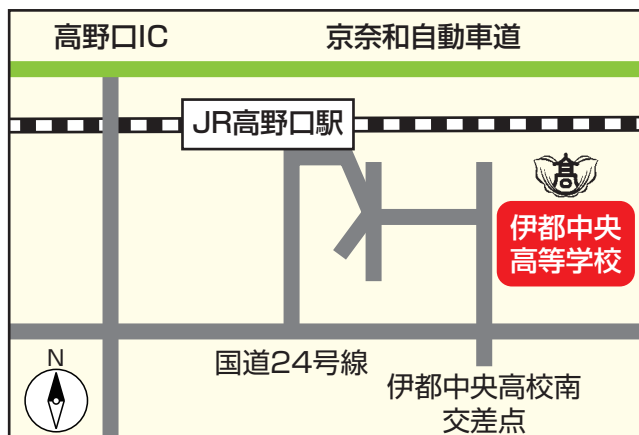 高野口IC
京奈和自動車道
JR高野口駅
高
伊都中央
高等学校
国道24号線
N
伊都中央高校南
交差点